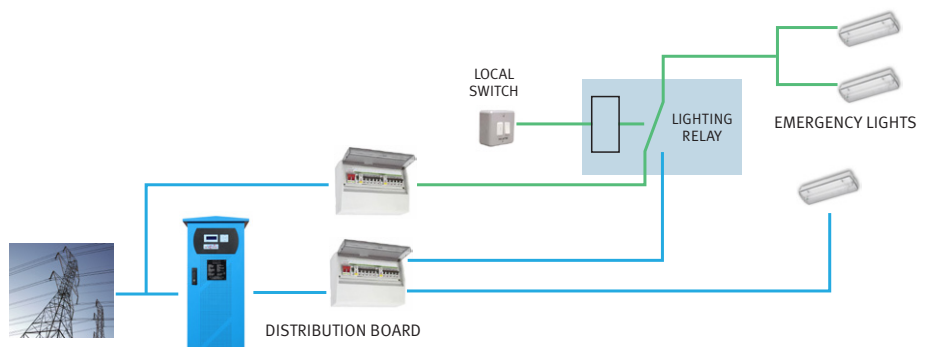 LOCAL
SWITCH
LIGHTING
RELAY
EMERGENCY LIGHTS
DISTRIBUTION BOARD